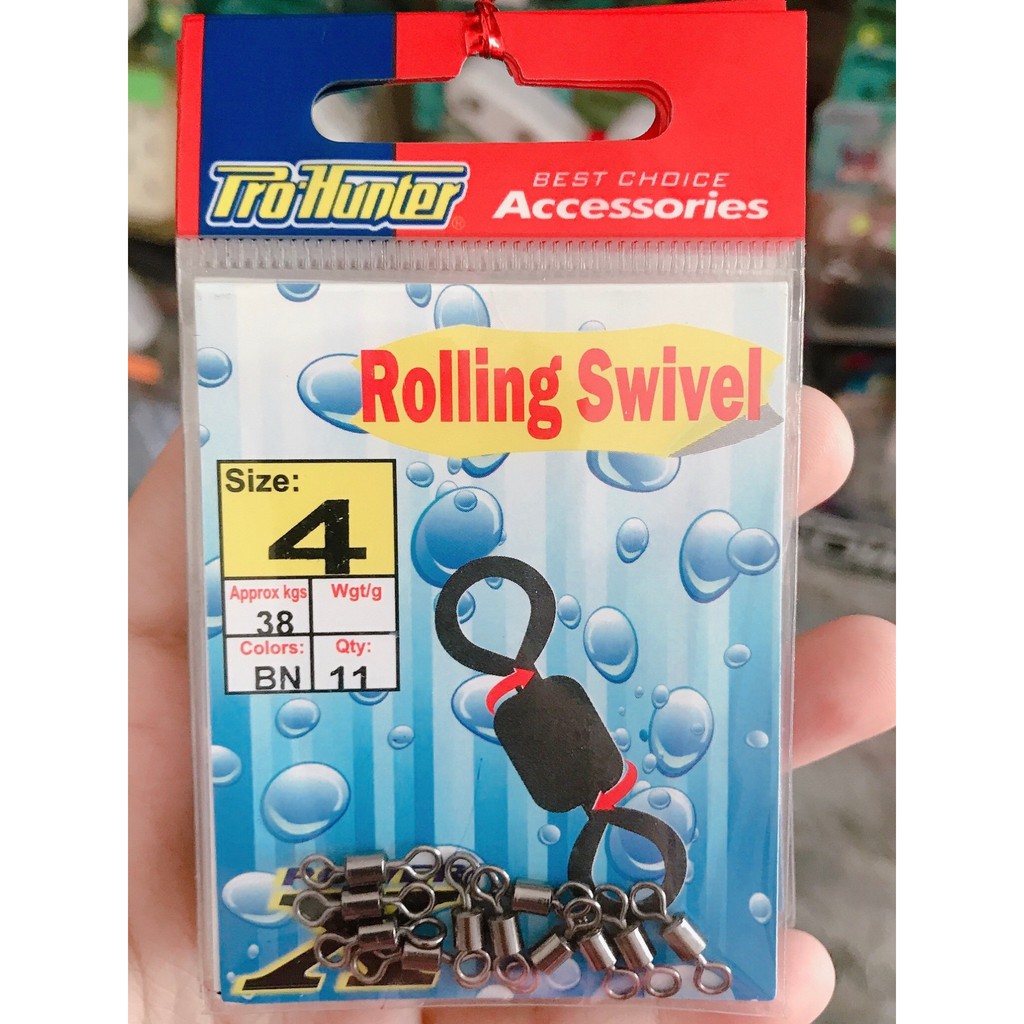 Pro-Hunter®
BEST CHOICE
Accessories
Rolling Swivel
Size:
4
Approx kgs
Wgt/g
38
Colors:
Qty:
BN
11